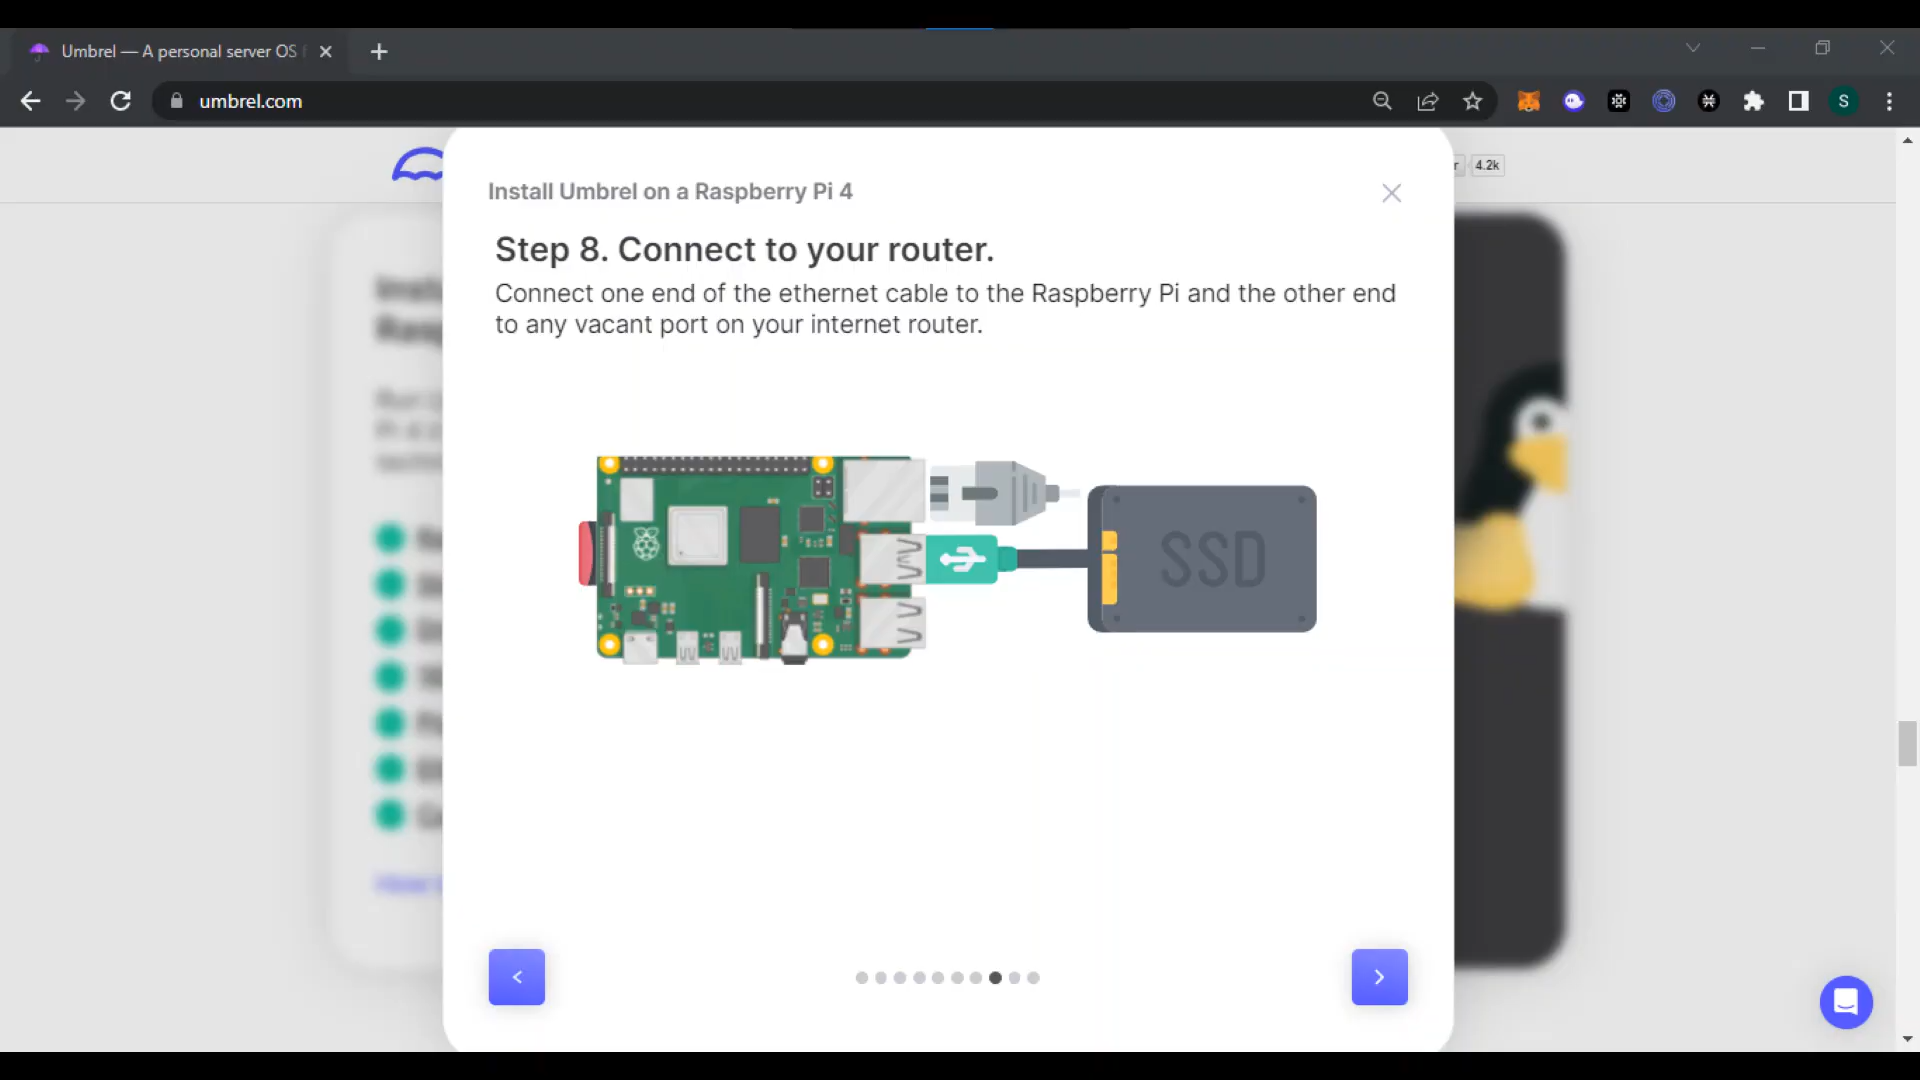 Umbrel — A personal server OS f
umbrel.com
S
4.2k
Install Umbrel on a Raspberry Pi 4
Step 8. Connect to your router.
Connect one end of the ethernet cable to the Raspberry Pi and the other end
to any vacant port on your internet router.
SSD